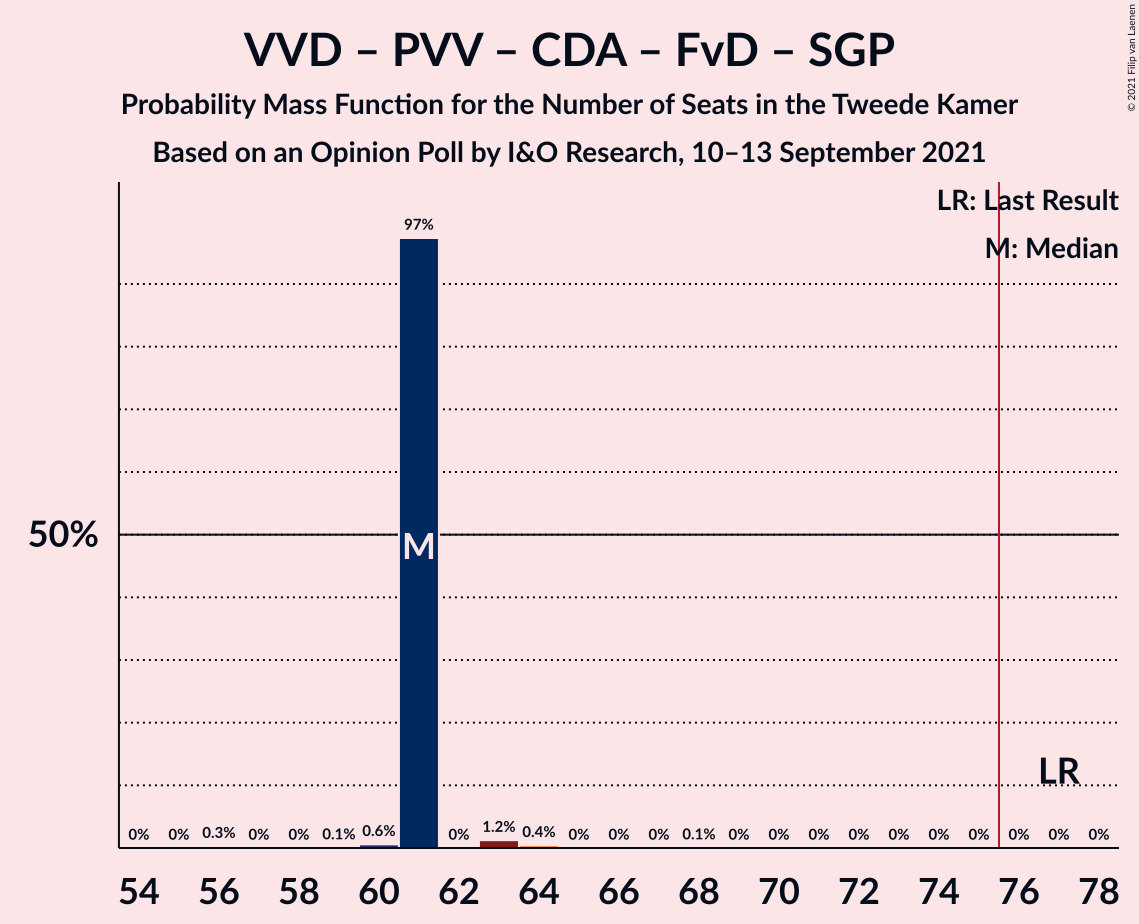 VVD – PVV – CDA – FvD – SGP
Probability Mass Function for the Number of Seats in the Tweede Kamer
Based on an Opinion Poll by I&O Research, 10–13 September 2021
© 2021 Filip van Laenen
LR: Last Result
M: Median
97%
50%
M
LR
0% 0% 0.3% 0% 0% 0.1% 0.6% 0% 1.2% 0.4% 0% 0% 0% 0.1% 0% 0% 0% 0% 0% 0% 0% 0% 0% 0%
54 56 58 60 62 64 66 68 70 72 74 76 78